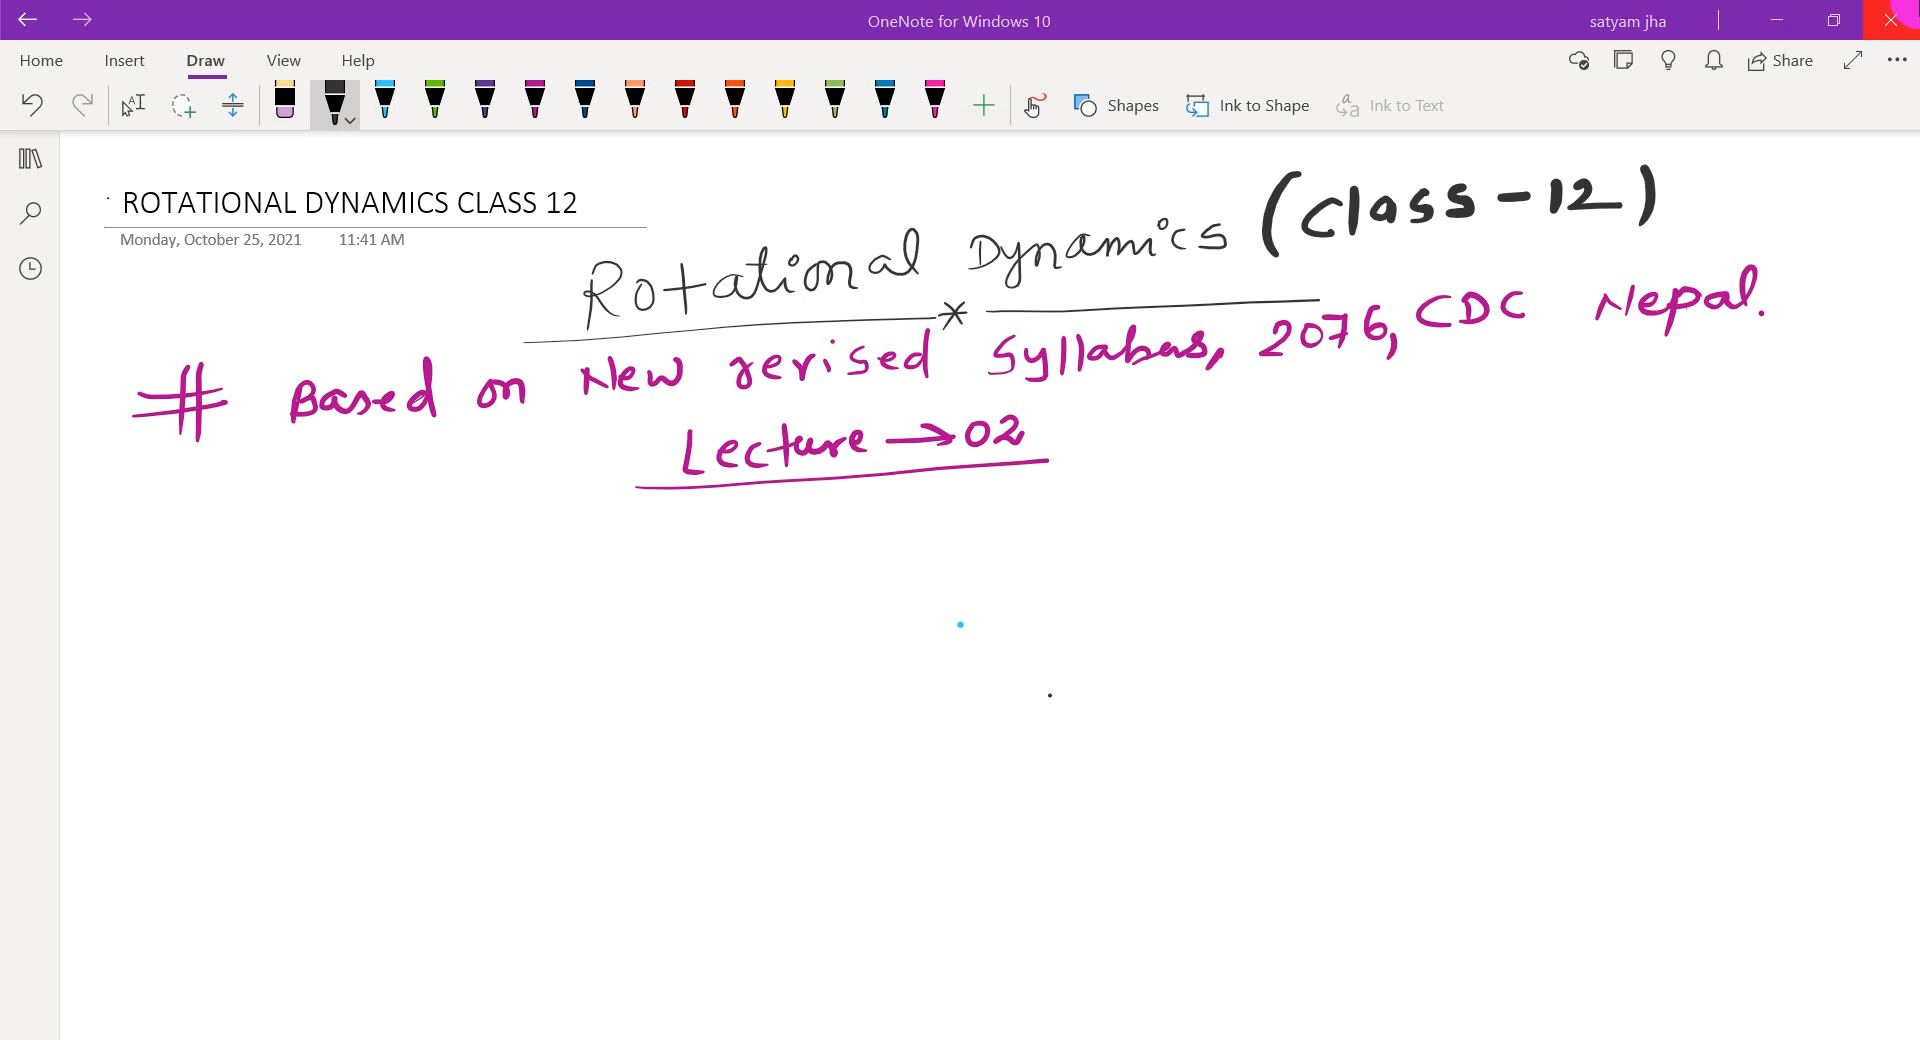 OneNote for Windows 10
satyam jha
Home Insert Draw View Help
Share
Shapes Ink to Shape Ink to Text
ROTATIONAL DYNAMICS CLASS 12
Monday, October 25, 2021 11:41 AM
Rotational Dynamics (Class-12)
# Based on New revised Syllabus, 2076, CDC Nepal.
Lecture → 02